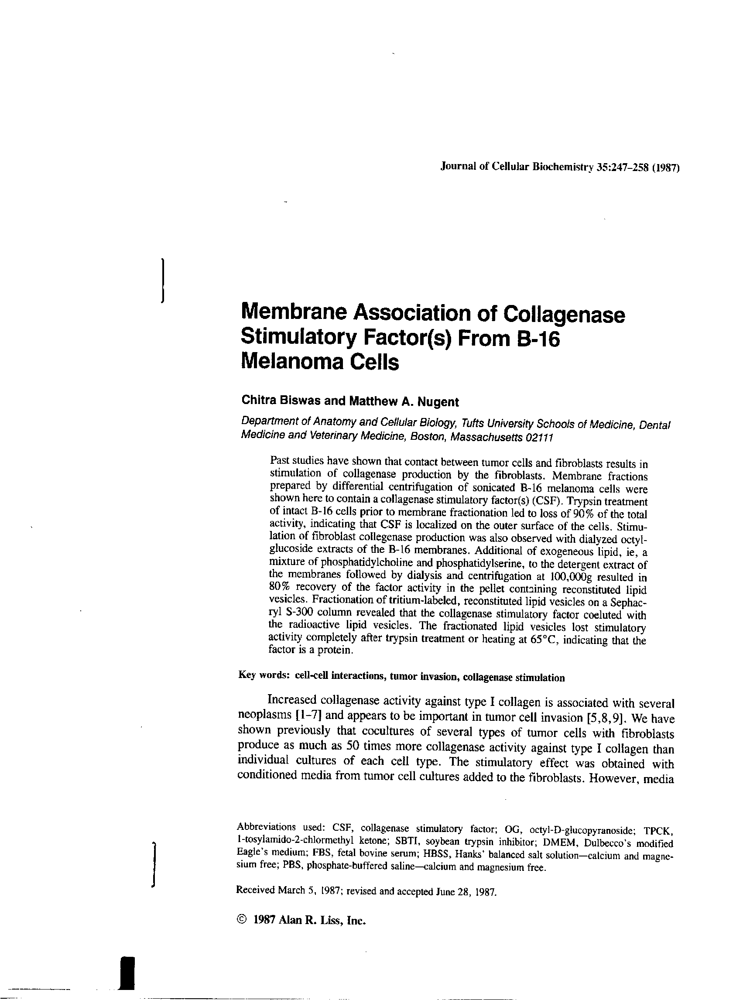 Journal of Cellular Biochemistry 35:247–258 (1987)
Membrane Association of Collagenase
Stimulatory Factor(s) From B-16
Melanoma Cells
Chitra Biswas and Matthew A. Nugent
Department of Anatomy and Cellular Biology, Tufts University Schools of Medicine, Dental
Medicine and Veterinary Medicine, Boston, Massachusetts 02111
Past studies have shown that contact between tumor cells and fibroblasts results in
stimulation of collagenase production by the fibroblasts. Membrane fractions
prepared by differential centrifugation of sonicated B-16 melanoma cells were
shown here to contain a collagenase stimulatory factor(s) (CSF). Trypsin treatment
of intact B-16 cells prior to membrane fractionation led to loss of 90% of the total
activity, indicating that CSF is localized on the outer surface of the cells. Stimu-
lation of fibroblast collegenase production was also observed with dialyzed octyl-
glucoside extracts of the B-16 membranes. Additional of exogeneous lipid, ie, a
mixture of phosphatidylcholine and phosphatidylserine, to the detergent extract of
the membranes followed by dialysis and centrifugation at 100,000g resulted in
80% recovery of the factor activity in the pellet containing reconstituted lipid
vesicles. Fractionation of tritium-labeled, reconstituted lipid vesicles on a Sephac-
ryl S-300 column revealed that the collagenase stimulatory factor coeluted with
the radioactive lipid vesicles. The fractionated lipid vesicles lost stimulatory
activity completely after trypsin treatment or heating at 65°C, indicating that the
factor is a protein.
Key words: cell-cell interactions, tumor invasion, collagenase stimulation
Increased collagenase activity against type I collagen is associated with several
neoplasms [1–7] and appears to be important in tumor cell invasion [5,8,9]. We have
shown previously that cocultures of several types of tumor cells with fibroblasts
produce as much as 50 times more collagenase activity against type I collagen than
individual cultures of each cell type. The stimulatory effect was obtained with
conditioned media from tumor cell cultures added to the fibroblasts. However, media
Abbreviations used: CSF, collagenase stimulatory factor; OG, octyl-D-glucopyranoside; TPCK,
1-tosylamido-2-chlormethyl ketone; SBTI, soybean trypsin inhibitor; DMEM, Dulbecco's modified
Eagle's medium; FBS, fetal bovine serum; HBSS, Hanks' balanced salt solution—calcium and magne-
sium free; PBS, phosphate-buffered saline—calcium and magnesium free.
Received March 5, 1987; revised and accepted June 28, 1987.
© 1987 Alan R. Liss, Inc.